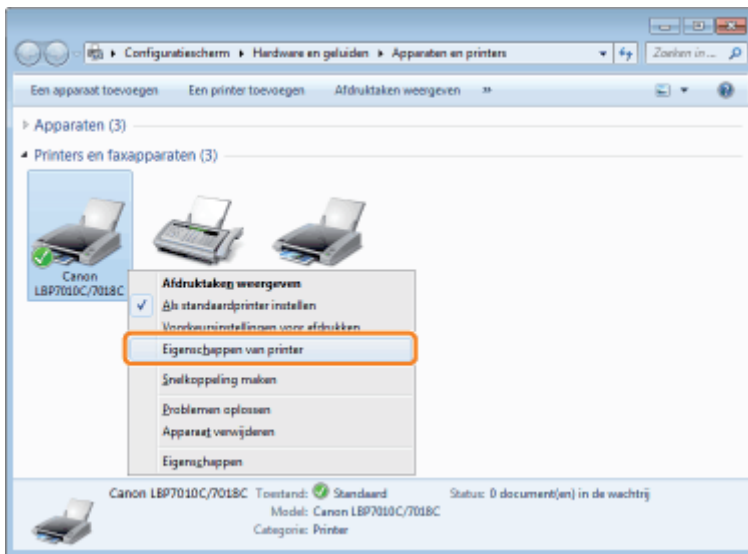 Configuratiescherm ▸ Hardware en geluiden ▸ Apparaten en printers
Zoeken in ...
Een apparaat toevoegen Een printer toevoegen Afdruktaken weergeven »
Apparaten (3)
Printers en faxapparaten (3)
Canon
LBP7010C/7018C
Afdruktaken weergeven
Als standaardprinter instellen
Voorkeursinstellingen voor afdrukken
Eigenschappen van printer
Snelkoppeling maken
Problemen oplossen
Apparaat verwijderen
Eigenschappen
Canon LBP7010C/7018C Toestand: Standaard Status: 0 document(en) in de wachtrij
Model: Canon LBP7010C/7018C
Categorie: Printer